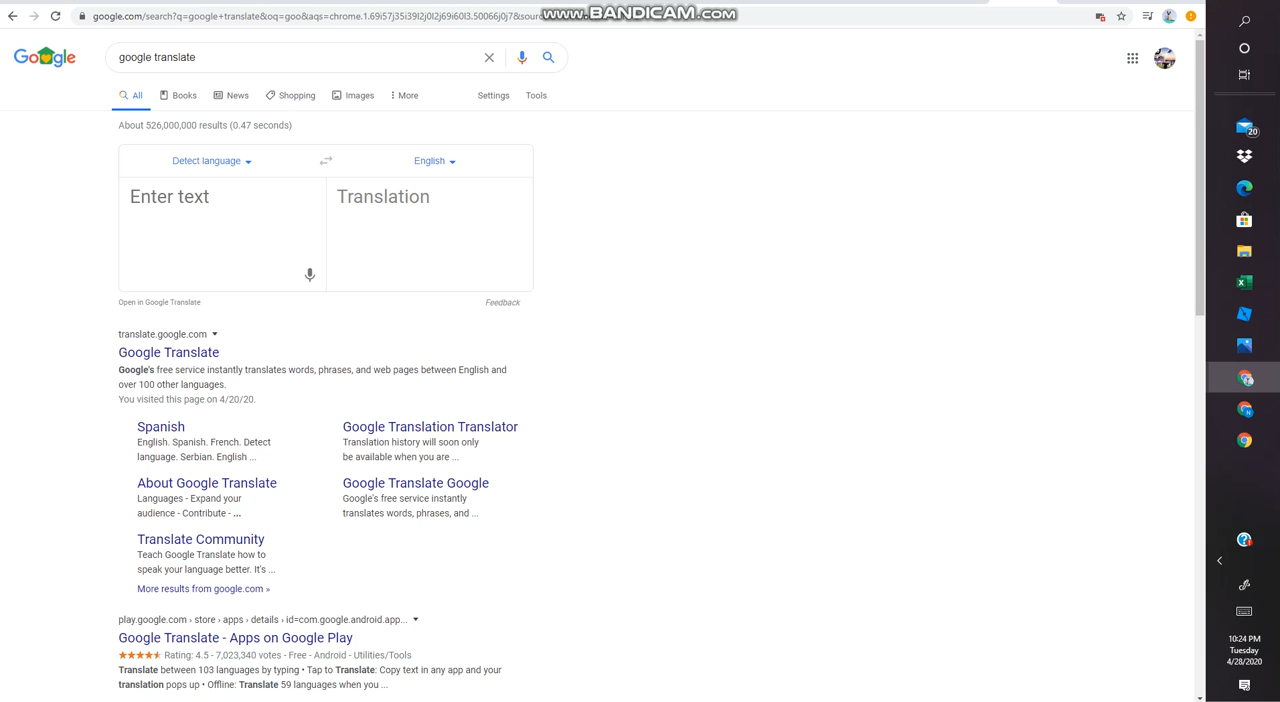 google.com/search?q=google+translate&oq=goo&aqs=chrome.1.69i57j35i39l2j0l2j69i60l3.50066j0j7&sour
www.BANDICAM.com
Google
google translate
All
Books
News
Shopping
Images
More
Settings
Tools
About 526,000,000 results (0.47 seconds)
Detect language
English
Enter text
Translation
Open in Google Translate
Feedback
translate.google.com
Google Translate
Google's free service instantly translates words, phrases, and web pages between English and
over 100 other languages.
You visited this page on 4/20/20.
Spanish
English. Spanish. French. Detect
language. Serbian. English ...
Google Translation Translator
Translation history will soon only
be available when you are ...
About Google Translate
Languages - Expand your
audience - Contribute - ...
Google Translate Google
Google's free service instantly
translates words, phrases, and ...
Translate Community
Teach Google Translate how to
speak your language better. It's ...
More results from google.com »
play.google.com › store › apps › details › id=com.google.android.app...
Google Translate - Apps on Google Play
Rating: 4.5 - 7,023,340 votes - Free - Android - Utilities/Tools
Translate between 103 languages by typing • Tap to Translate: Copy text in any app and your
translation pops up • Offline: Translate 59 languages when you ...
20
10:24 PM
Tuesday
4/28/2020